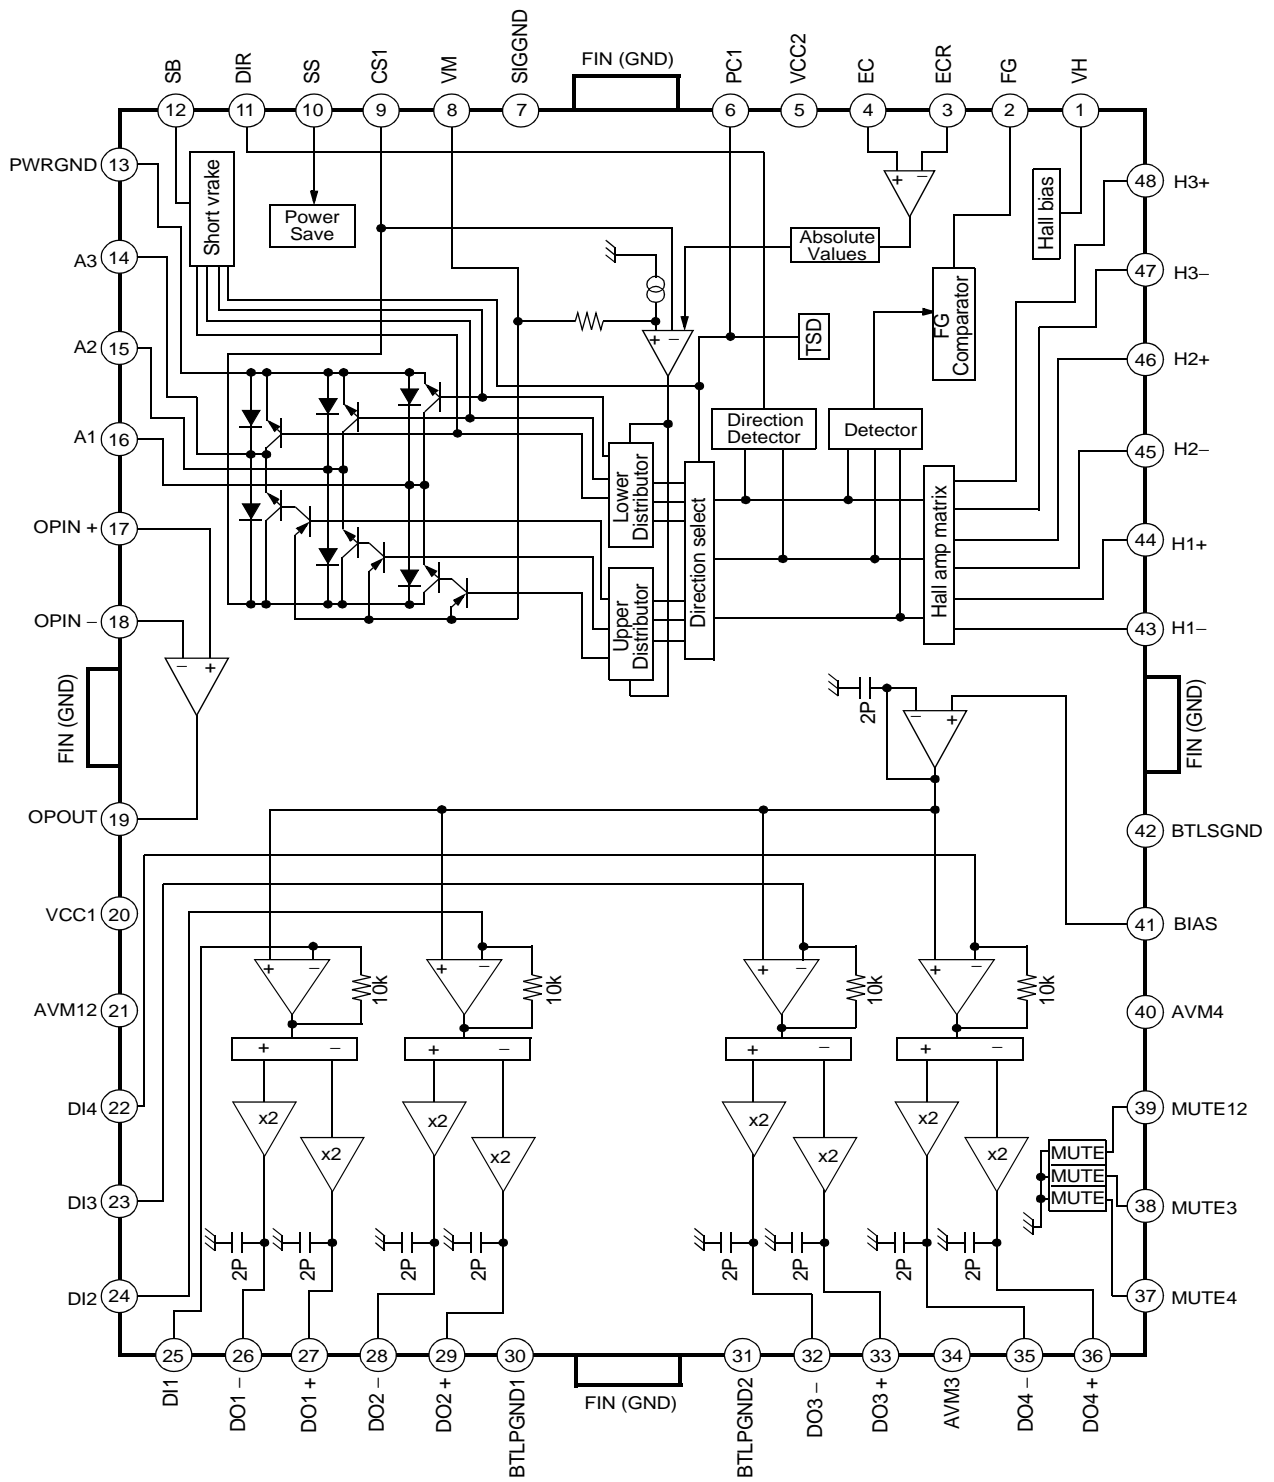 SB
DIR
SS
CS1
VM
SIGGND
FIN (GND)
PC1
VCC2
EC
ECR
FG
VH
12
11
10
9
8
7
6
5
4
3
2
1
PWRGND 13
A3 14
A2 15
A1 16
OPIN + 17
OPIN − 18
FIN (GND)
OPOUT 19
VCC1 20
AVM12 21
DI4 22
DI3 23
DI2 24
Short vrake
Power
Save
Absolute
Values
Hall bias
FG
Comparator
TSD
+ −
+ −
Direction
Detector
Detector
Lower
Distributor
Upper
Distributor
Direction select
Hall amp matrix
48 H3+
47 H3−
46 H2+
45 H2−
44 H1+
43 H1−
FIN (GND)
42 BTLSGND
41 BIAS
40 AVM4
39 MUTE12
38 MUTE3
37 MUTE4
− +
2P
− +
+ −
10k
+ −
10k
+ −
10k
+ −
10k
+ −
+ −
+ −
+ −
x2
x2
x2
x2
x2
x2
x2
x2
MUTE
MUTE
MUTE
2P
2P
2P
2P
2P
2P
2P
2P
25
26
27
28
29
30
31
32
33
34
35
36
DI1
DO1 −
DO1 +
DO2 −
DO2 +
BTLPGND1
FIN (GND)
BTLPGND2
DO3 −
DO3 +
AVM3
DO4 −
DO4 +